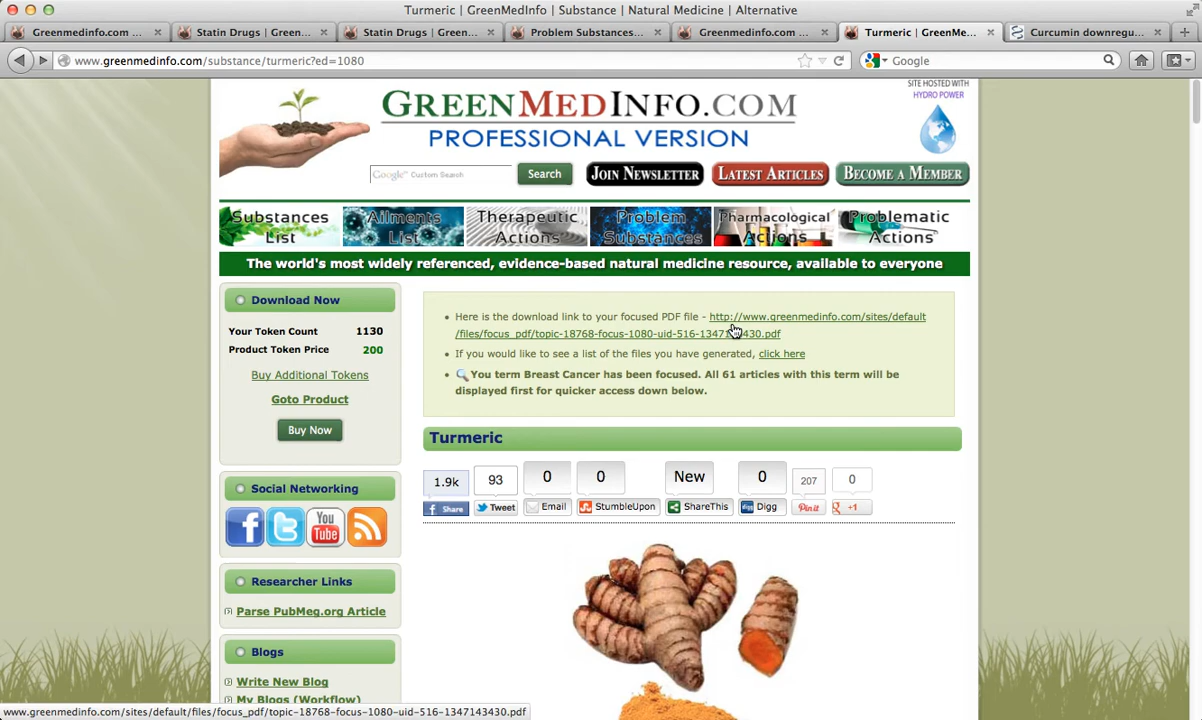 Turmeric | GreenMedInfo | Substance | Natural Medicine | Alternative
Greenmedinfo.com ...
Statin Drugs | Green...
Statin Drugs | Green...
Problem Substances...
Greenmedinfo.com ...
Turmeric | GreenMe...
Curcumin downregu...
www.greenmedinfo.com/substance/turmeric?ed=1080
Google
GREENMEDINFO.COM
PROFESSIONAL VERSION
SITE HOSTED WITH
HYDRO POWER
Google Custom Search
Search
JOIN NEWSLETTER
LATEST ARTICLES
BECOME A MEMBER
Substances List
Ailments List
Therapeutic Actions
Problem Substances
Pharmacological Actions
Problematic Actions
The world's most widely referenced, evidence-based natural medicine resource, available to everyone
Download Now
Your Token Count 1130
Product Token Price 200
Buy Additional Tokens
Goto Product
Buy Now
Here is the download link to your focused PDF file - http://www.greenmedinfo.com/sites/default
/files/focus_pdf/topic-18768-focus-1080-uid-516-1347143430.pdf
If you would like to see a list of the files you have generated, click here
You term Breast Cancer has been focused. All 61 articles with this term will be
displayed first for quicker access down below.
Turmeric
1.9k 93 0 0 New 0 207 0
Share Tweet Email StumbleUpon ShareThis Digg Pin it +1
Social Networking
You Tube
Researcher Links
Parse PubMeg.org Article
Blogs
Write New Blog
My Blogs (Workflow)
www.greenmedinfo.com/sites/default/files/focus_pdf/topic-18768-focus-1080-uid-516-1347143430.pdf